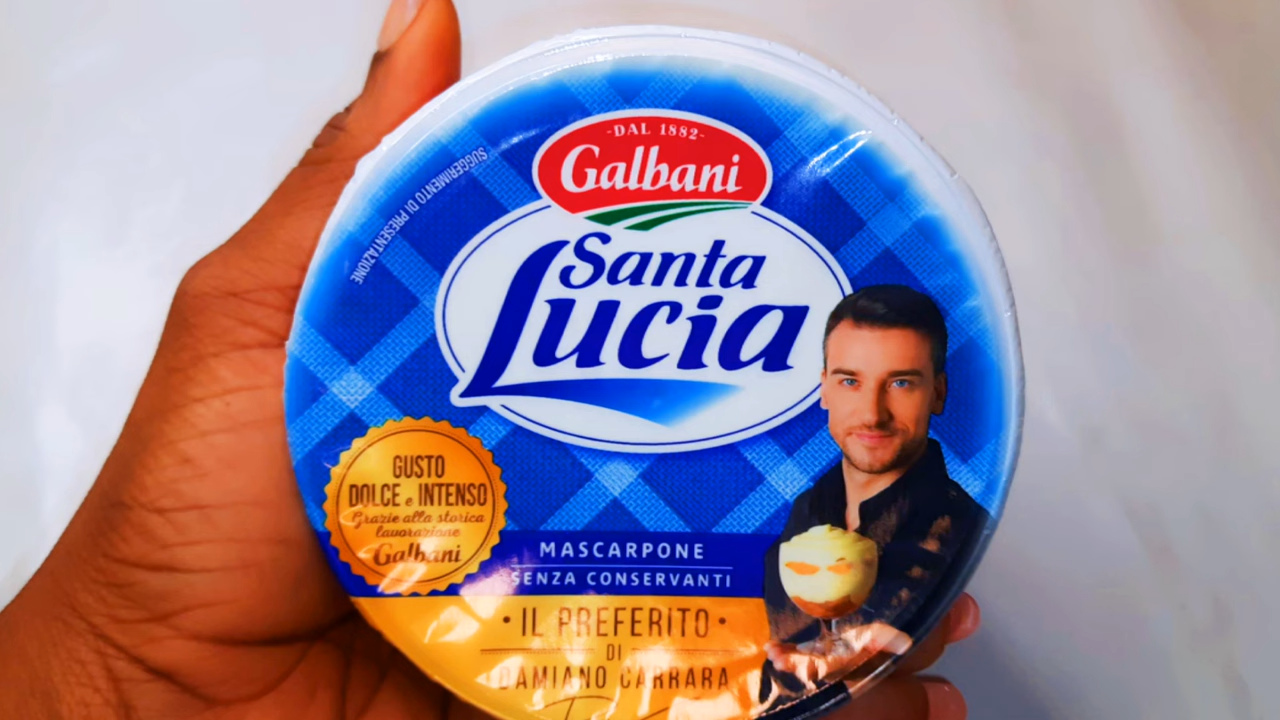 -DAL 1882-
Galbani
Santa
Lucia
SUGGERIMENTO DI PRESENTAZIONE
GUSTO
DOLCE e INTENSO
Grazie alla storica
lavorazione
Galbani
MASCARPONE
SENZA CONSERVANTI
• IL PREFERITO •
DI
DAMIANO CARRARA